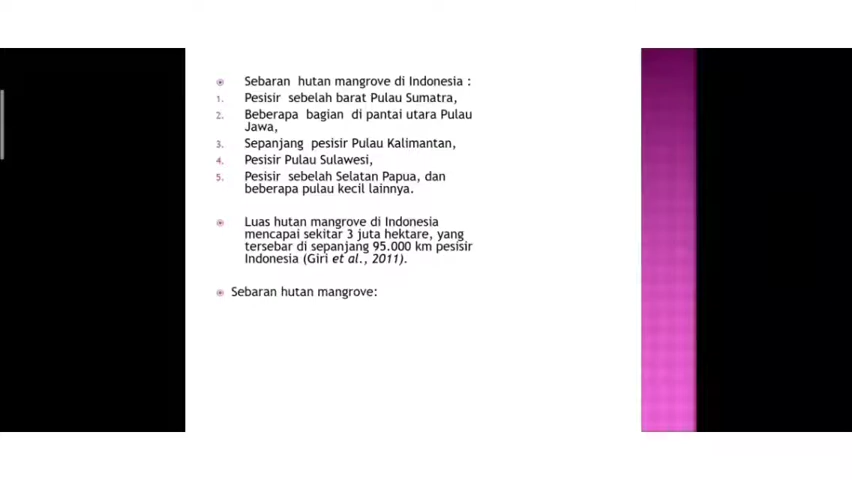 Sebaran hutan mangrove di Indonesia :
1. Pesisir sebelah barat Pulau Sumatra,
2. Beberapa bagian di pantai utara Pulau
Jawa,
3. Sepanjang pesisir Pulau Kalimantan,
4. Pesisir Pulau Sulawesi,
5. Pesisir sebelah Selatan Papua, dan
beberapa pulau kecil lainnya.
Luas hutan mangrove di Indonesia
mencapai sekitar 3 juta hektare, yang
tersebar di sepanjang 95.000 km pesisir
Indonesia (Giri et al., 2011).
Sebaran hutan mangrove: